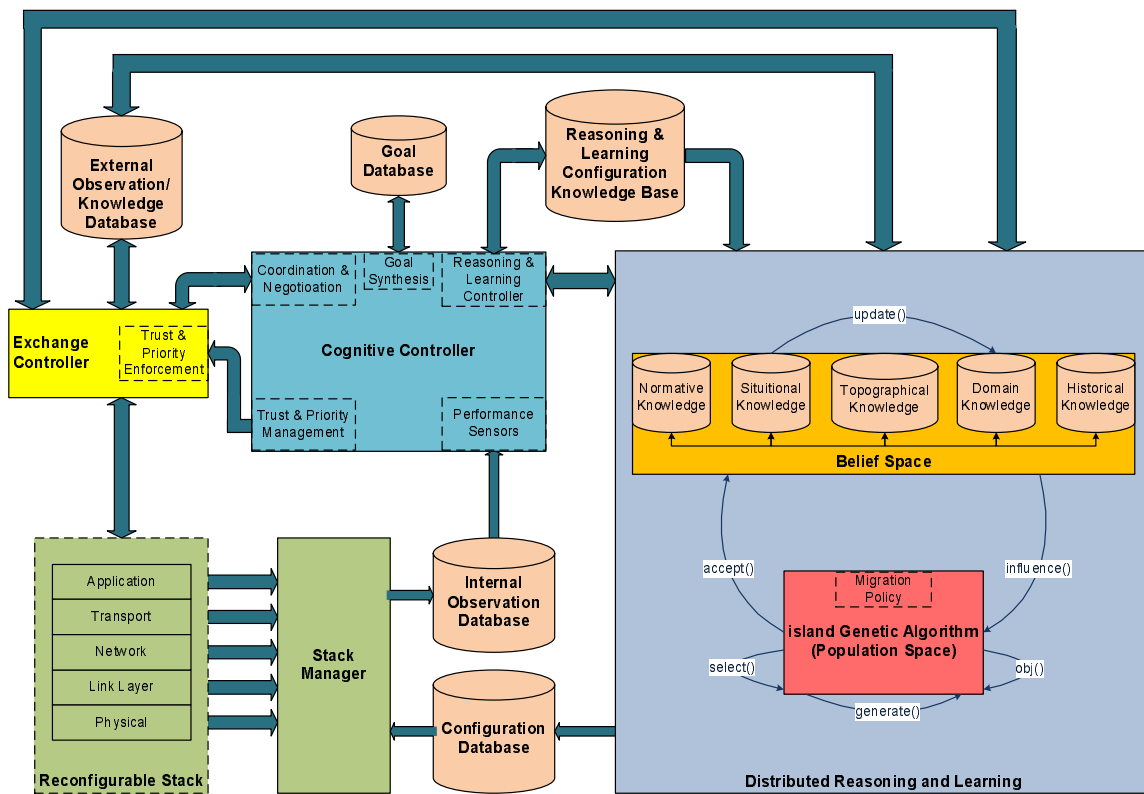 External
Observation/
Knowledge
Database
Goal
Database
Reasoning &
Learning
Configuration
Knowledge Base
Coordination &
Negotioation
Goal
Synthesis
Reasoning &
Learning
Controller
Exchange
Controller
Trust &
Priority
Enforcement
Cognitive Controller
Trust & Priority
Management
Performance
Sensors
update()
Normative
Knowledge
Situitional
Knowledge
Topographical
Knowledge
Domain
Knowledge
Historical
Knowledge
Belief Space
accept()
influence()
Migration
Policy
island Genetic Algorithm
(Population Space)
select()
obj()
generate()
Distributed Reasoning and Learning
Application
Transport
Network
Link Layer
Physical
Reconfigurable Stack
Stack
Manager
Internal
Observation
Database
Configuration
Database